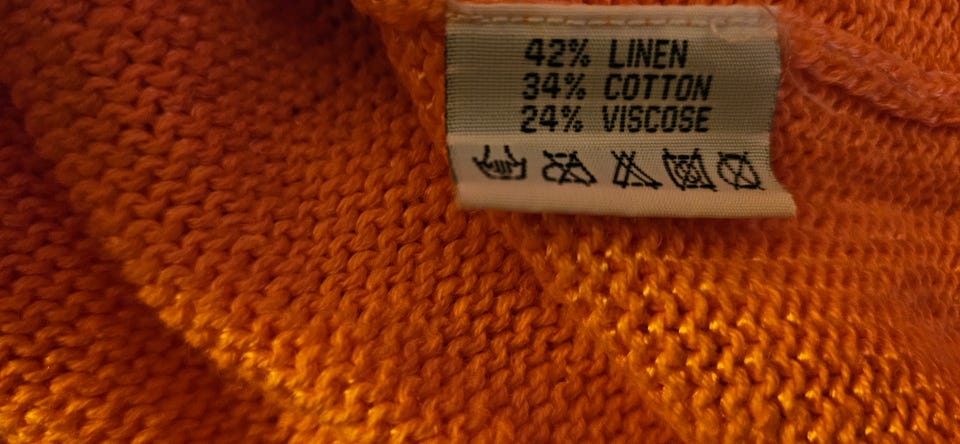 42% LINEN
34% COTTON
24% VISCOSE